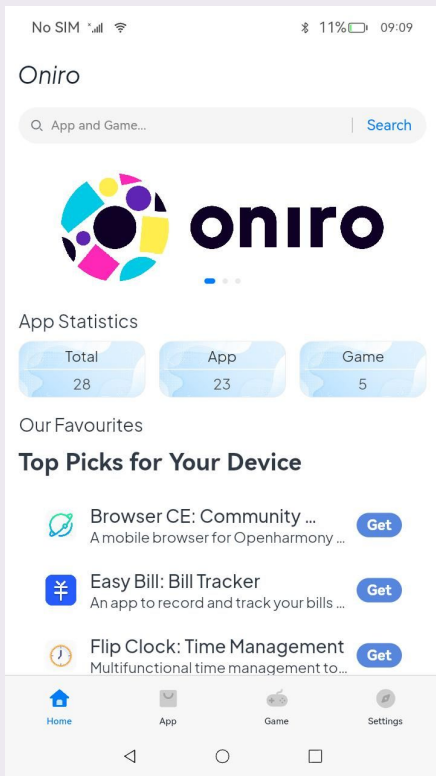 No SIM
11%
09:09
Oniro
App and Game...
Search
oniro
App Statistics
Total
28
App
23
Game
5
Our Favourites
Top Picks for Your Device
Browser CE: Community ...
A mobile browser for Openharmony ...
Get
Easy Bill: Bill Tracker
An app to record and track your bills ...
Get
Flip Clock: Time Management
Multifunctional time management to...
Get
Home
App
Game
Settings